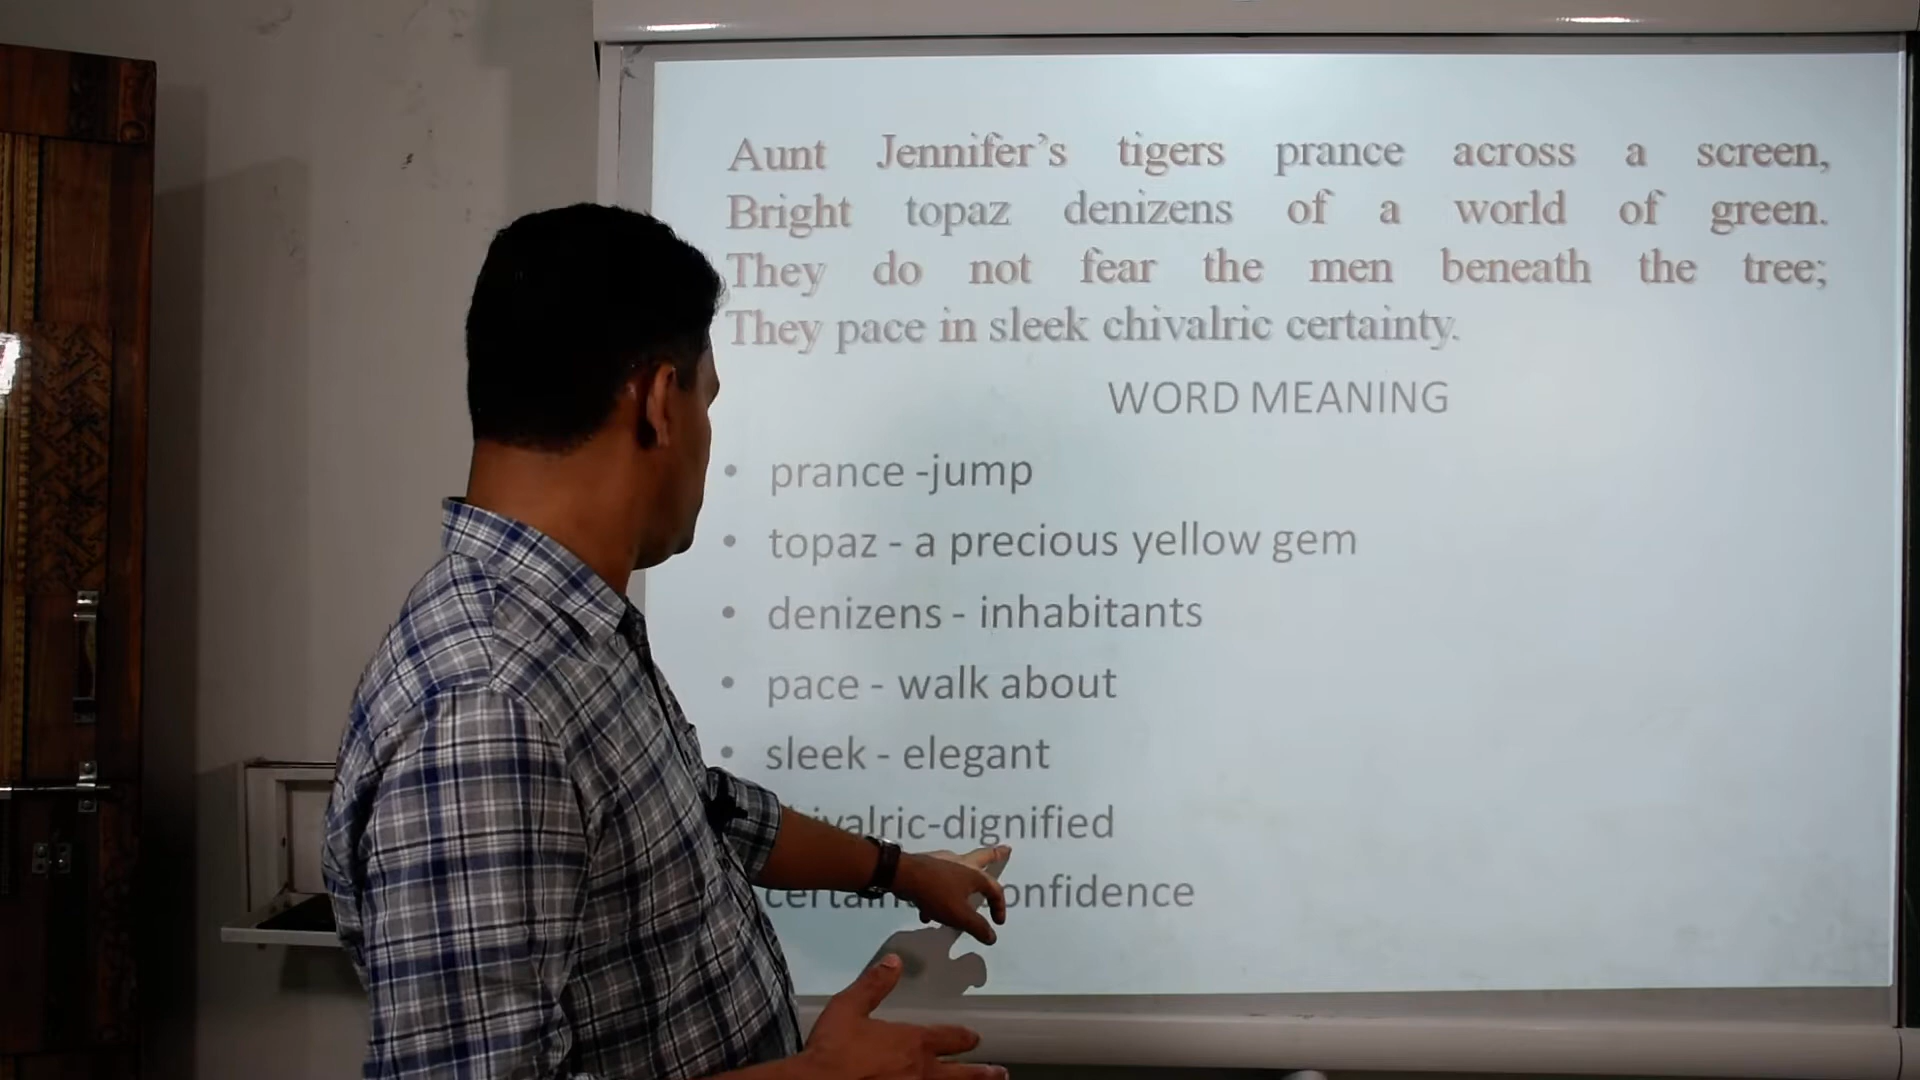 Aunt Jennifer's tigers prance across a screen,
Bright topaz denizens of a world of green.
They do not fear the men beneath the tree;
They pace in sleek chivalric certainty.
WORD MEANING
• prance -jump
• topaz - a precious yellow gem
• denizens - inhabitants
• pace - walk about
• sleek - elegant
chivalric-dignified
confidence